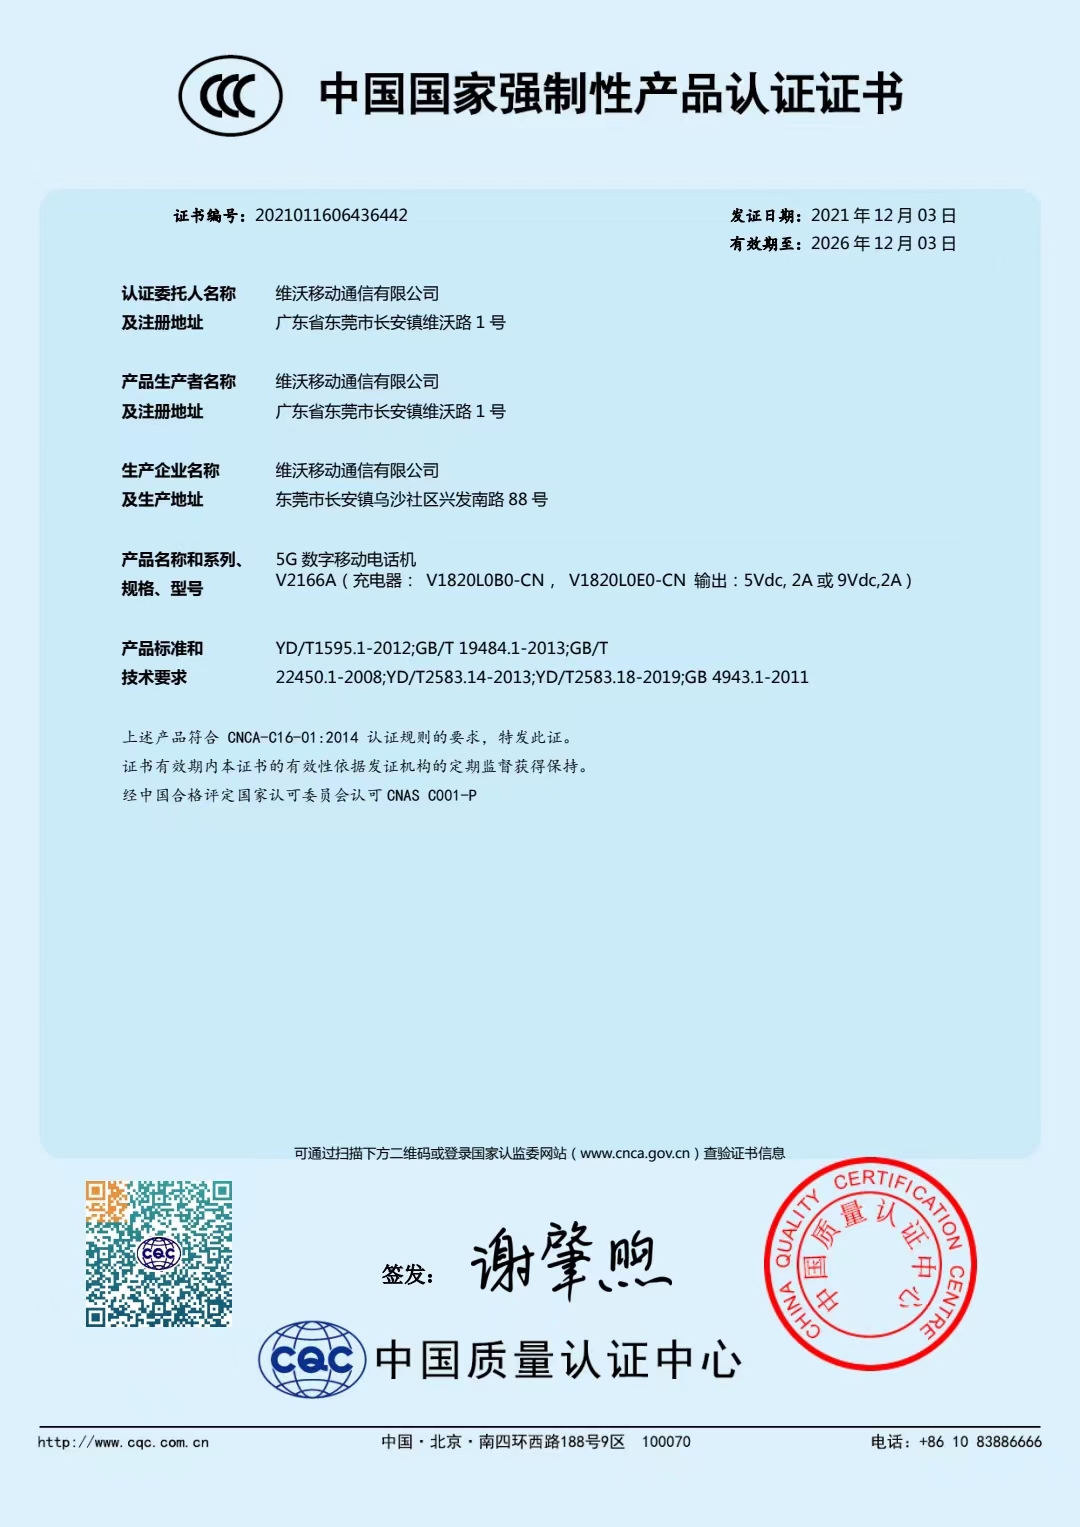 CCC 中国国家强制性产品认证证书
证书编号：2021011606436442
发证日期：2021 年 12 月 03 日
有效期至：2026 年 12 月 03 日
认证委托人名称 维沃移动通信有限公司
及注册地址 广东省东莞市长安镇维沃路 1 号
产品生产者名称 维沃移动通信有限公司
及注册地址 广东省东莞市长安镇维沃路 1 号
生产企业名称 维沃移动通信有限公司
及生产地址 东莞市长安镇乌沙社区兴发南路 88 号
产品名称和系列、 5G 数字移动电话机
规格、型号 V2166A（充电器： V1820L0B0-CN， V1820L0E0-CN 输出：5Vdc, 2A 或 9Vdc,2A）
产品标准和 YD/T1595.1-2012;GB/T 19484.1-2013;GB/T
技术要求 22450.1-2008;YD/T2583.14-2013;YD/T2583.18-2019;GB 4943.1-2011
上述产品符合 CNCA-C16-01:2014 认证规则的要求，特发此证。
证书有效期内本证书的有效性依据发证机构的定期监督获得保持。
经中国合格评定国家认可委员会认可 CNAS C001-P
可通过扫描下方二维码或登录国家认监委网站（www.cnca.gov.cn）查验证书信息
CQC
签发：谢肇煦
CHINA QUALITY CERTIFICATION CENTRE
中国质量认证中心
CQC 中国质量认证中心
http://www.cqc.com.cn
中国·北京·南四环西路188号9区 100070
电话：+86 10 83886666